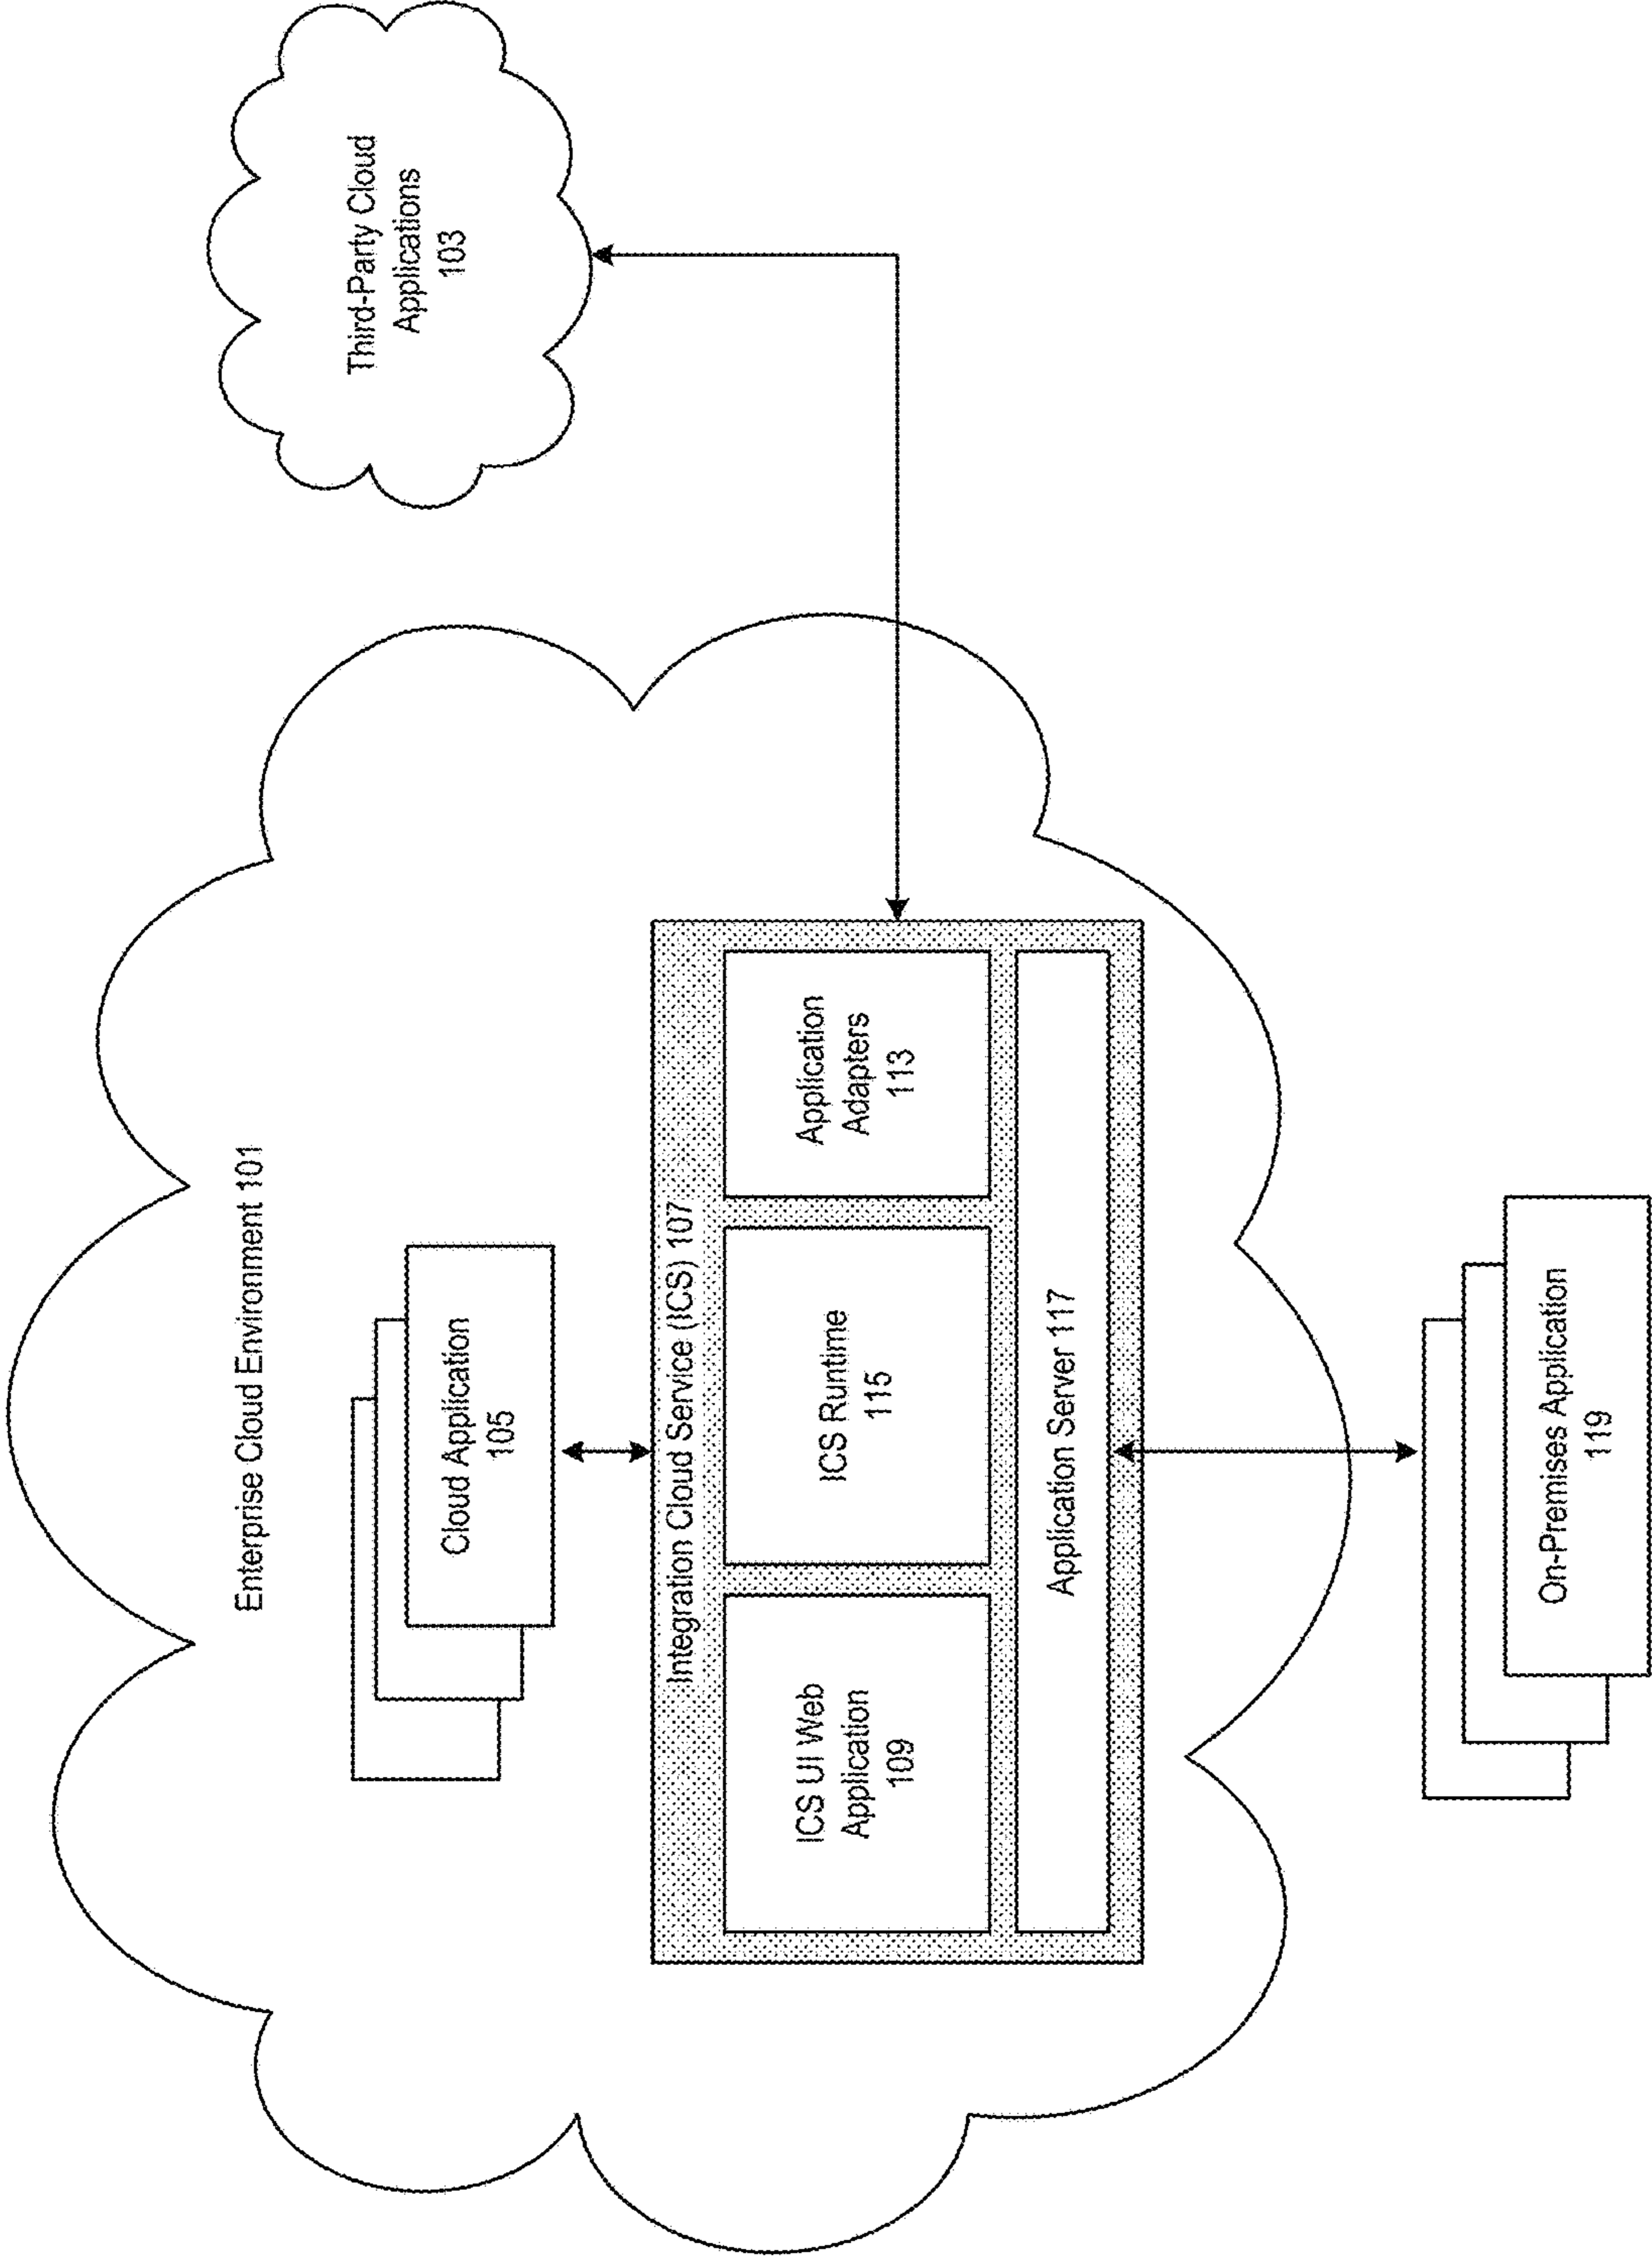 Enterprise Cloud Environment 101
Third-Party Cloud
Applications
103
Cloud Application
105
Integration Cloud Service (ICS) 107
ICS UI Web
Application
109
ICS Runtime
115
Application
Adapters
113
Application Server 117
On-Premises Application
119